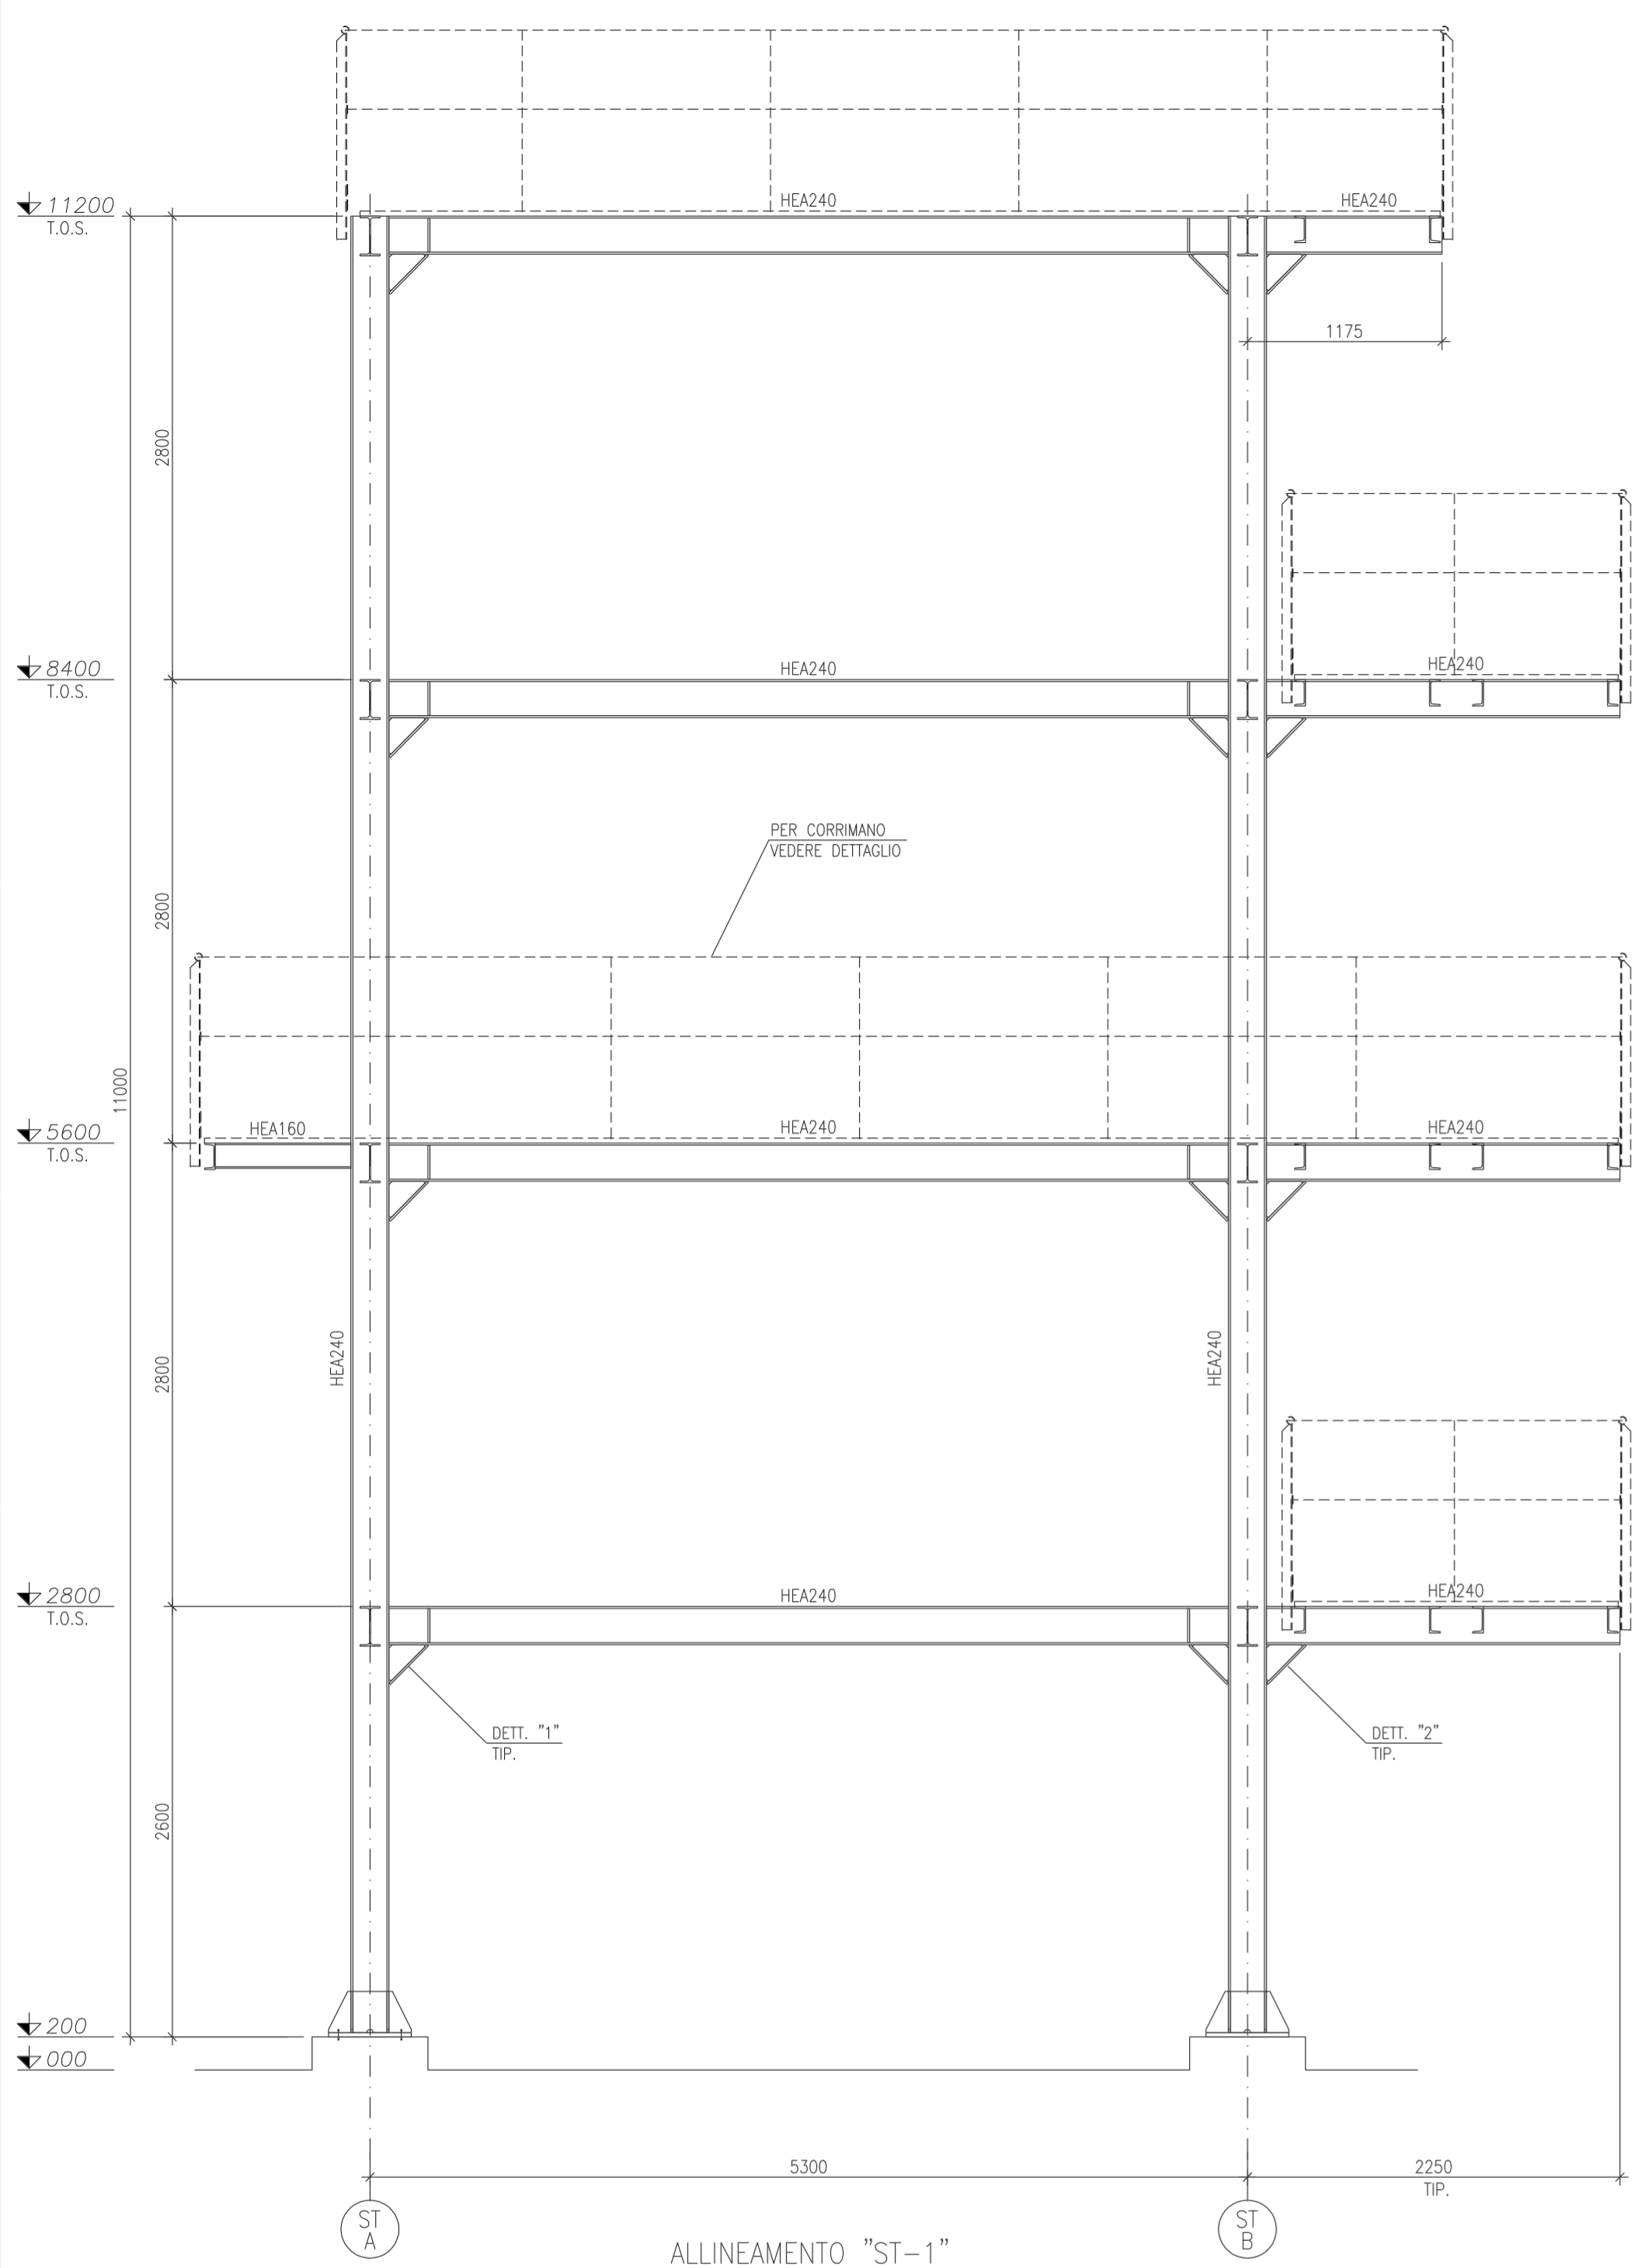 HEA240
HEA240
11200
T.O.S.
1175
2800
8400
T.O.S.
HEA240
HEA240
PER CORRIMANO
VEDERE DETTAGLIO
2800
11000
5600
T.O.S.
HEA160
HEA240
HEA240
HEA240
HEA240
2800
2800
T.O.S.
HEA240
HEA240
DETT. "1"
TIP.
DETT. "2"
TIP.
2600
200
000
5300
2250
TIP.
ST
A
ST
B
ALLINEAMENTO "ST-1"